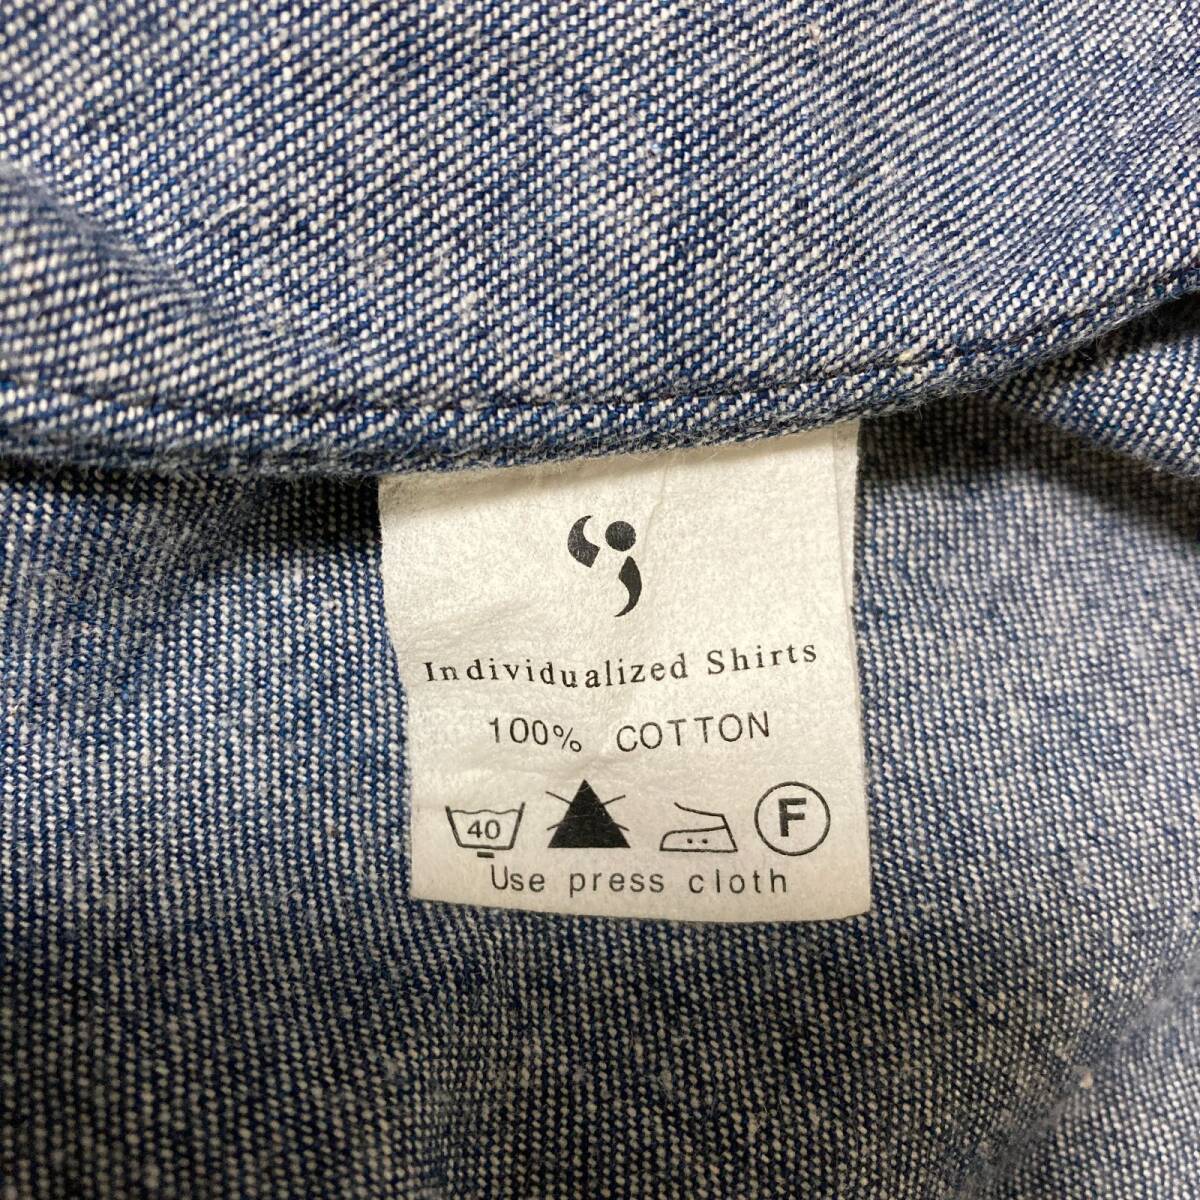 Individualized Shirts
100% COTTON
40 F
Use press cloth